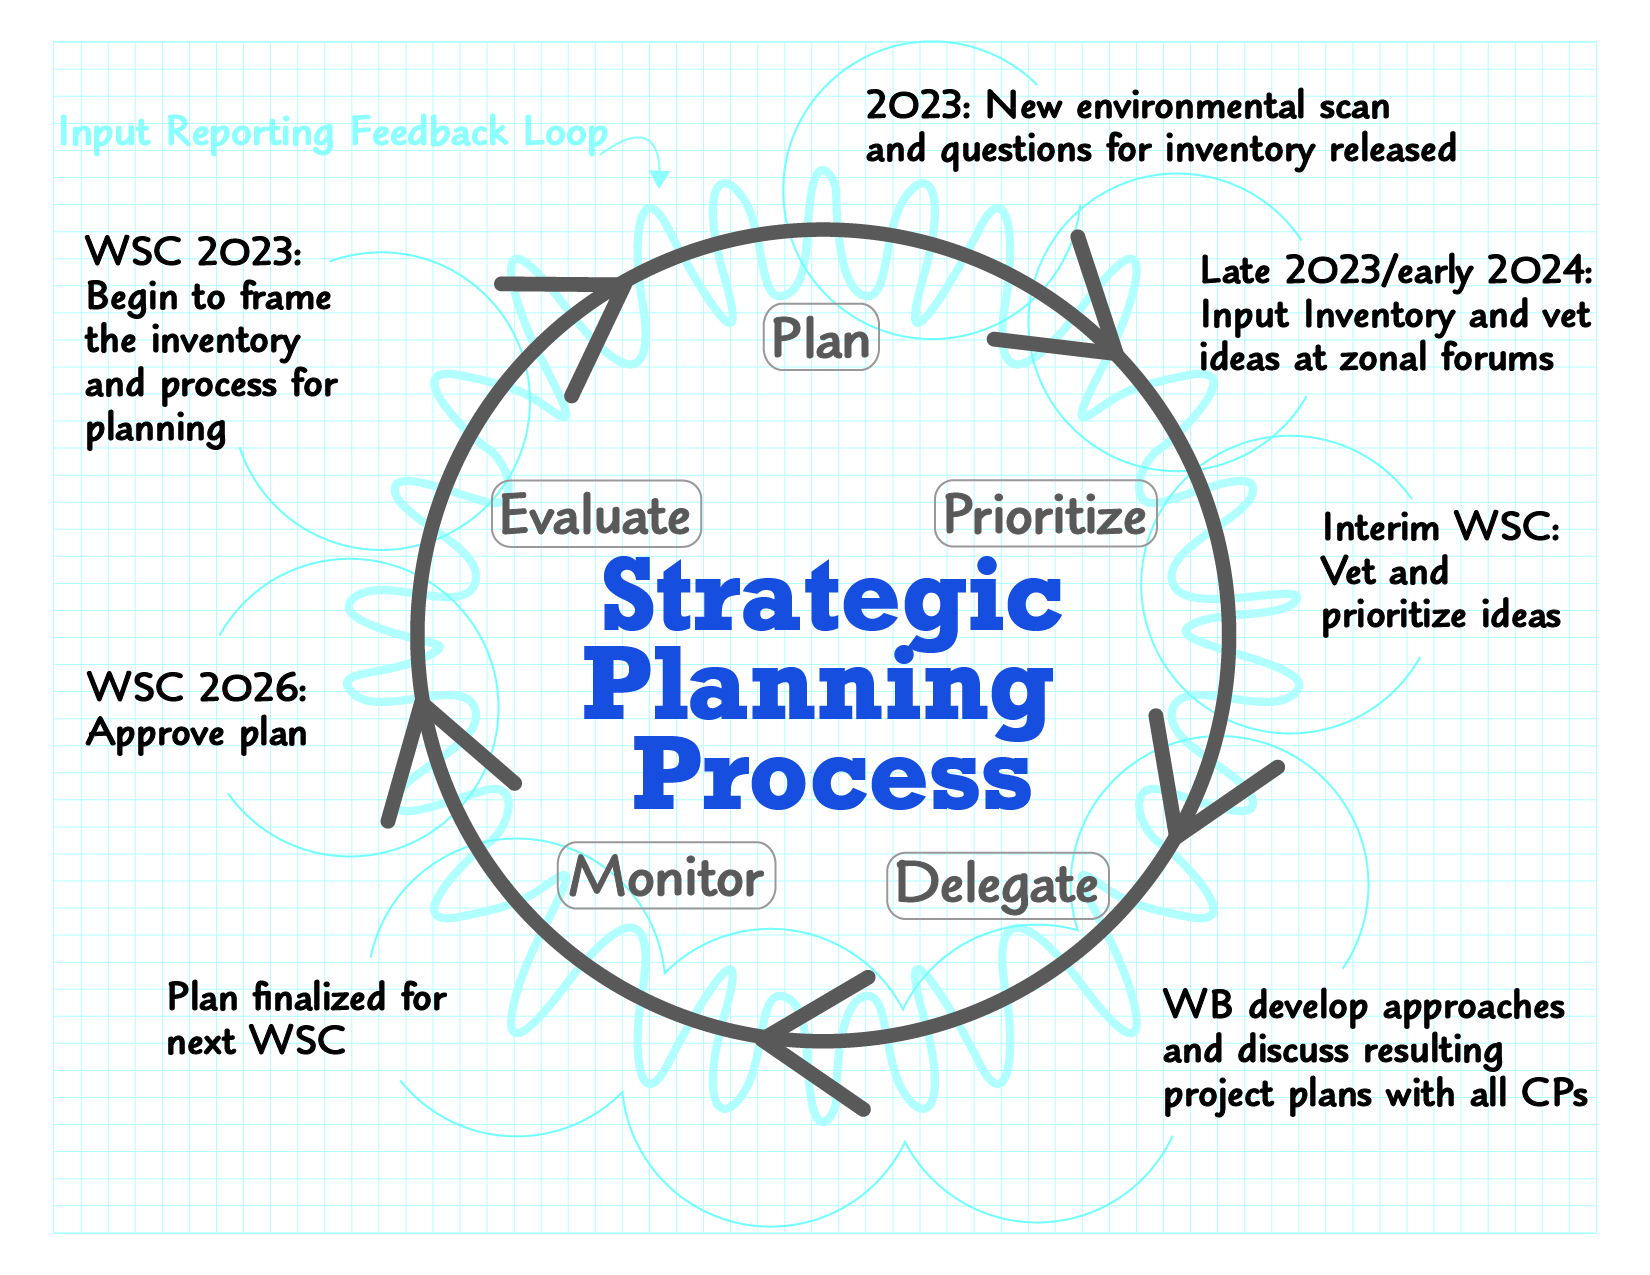 Input Reporting Feedback Loop
2023: New environmental scan
and questions for inventory released
WSC 2023:
Begin to frame
the inventory
and process for
planning
Late 2023/early 2024:
Input Inventory and vet
ideas at zonal forums
Plan
Evaluate
Prioritize
Interim WSC:
Vet and
prioritize ideas
Strategic
Planning
Process
WSC 2026:
Approve plan
Monitor
Delegate
Plan finalized for
next WSC
WB develop approaches
and discuss resulting
project plans with all CPs